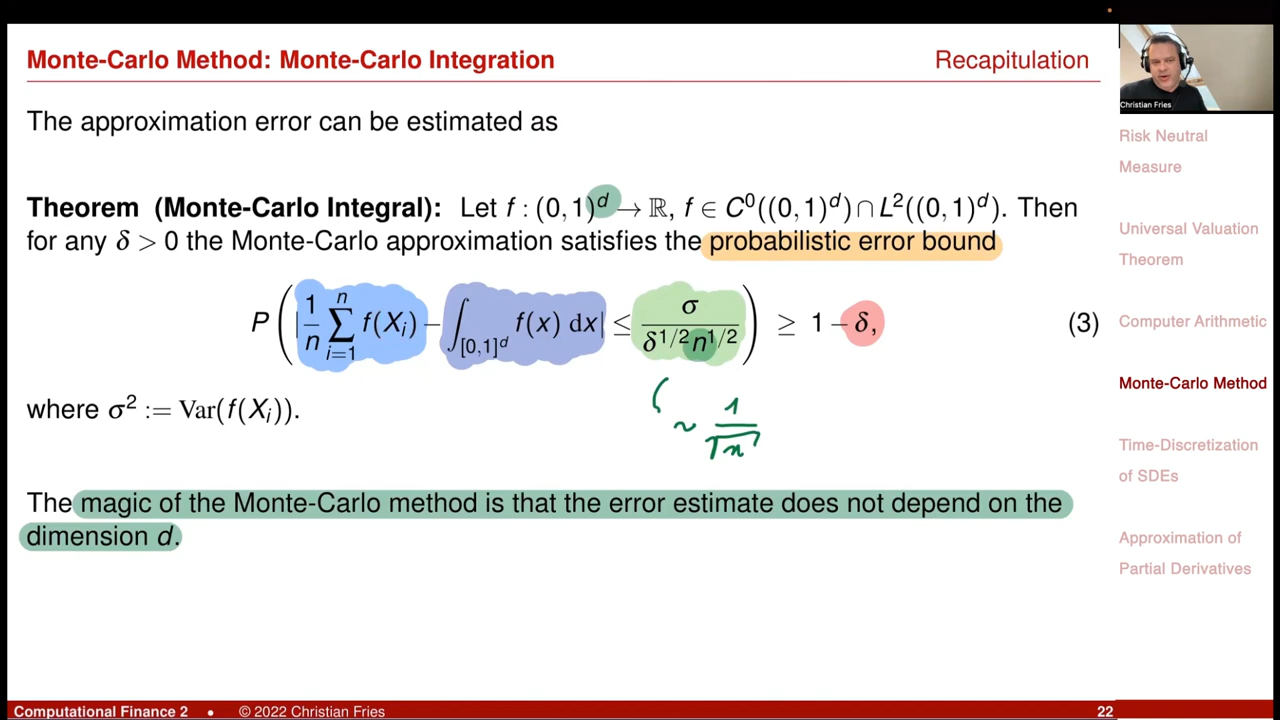 Monte-Carlo Method: Monte-Carlo Integration
Recapitulation
The approximation error can be estimated as
Theorem (Monte-Carlo Integral): Let f : (0, 1)^d → ℝ, f ∈ C^0((0, 1)^d) ∩ L^2((0, 1)^d). Then
for any δ > 0 the Monte-Carlo approximation satisfies the probabilistic error bound
P( | 1/n ∑_{i=1}^{n} f(X_i) − ∫_{[0,1]^d} f(x) dx | ≤ σ / (δ^{1/2} n^{1/2}) ) ≥ 1 − δ, (3)
where σ^2 := Var(f(X_i)).
~ 1/√n
The magic of the Monte-Carlo method is that the error estimate does not depend on the
dimension d.
Christian Fries
Risk Neutral
Measure
Universal Valuation
Theorem
Computer Arithmetic
Monte-Carlo Method
Time-Discretization
of SDEs
Approximation of
Partial Derivatives
Computational Finance 2 • © 2022 Christian Fries
22